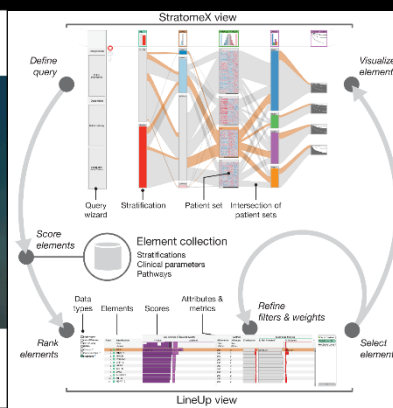 StratomeX view
Define
query
Visualize
element
Query
wizard
Stratification
Patient set
Intersection of
patient sets
Score
elements
Element collection
Stratifications
Clinical parameters
Pathways
Data
types
Elements
Scores
Attributes &
metrics
Refine
filters & weights
Rank
elements
Select
element
LineUp view